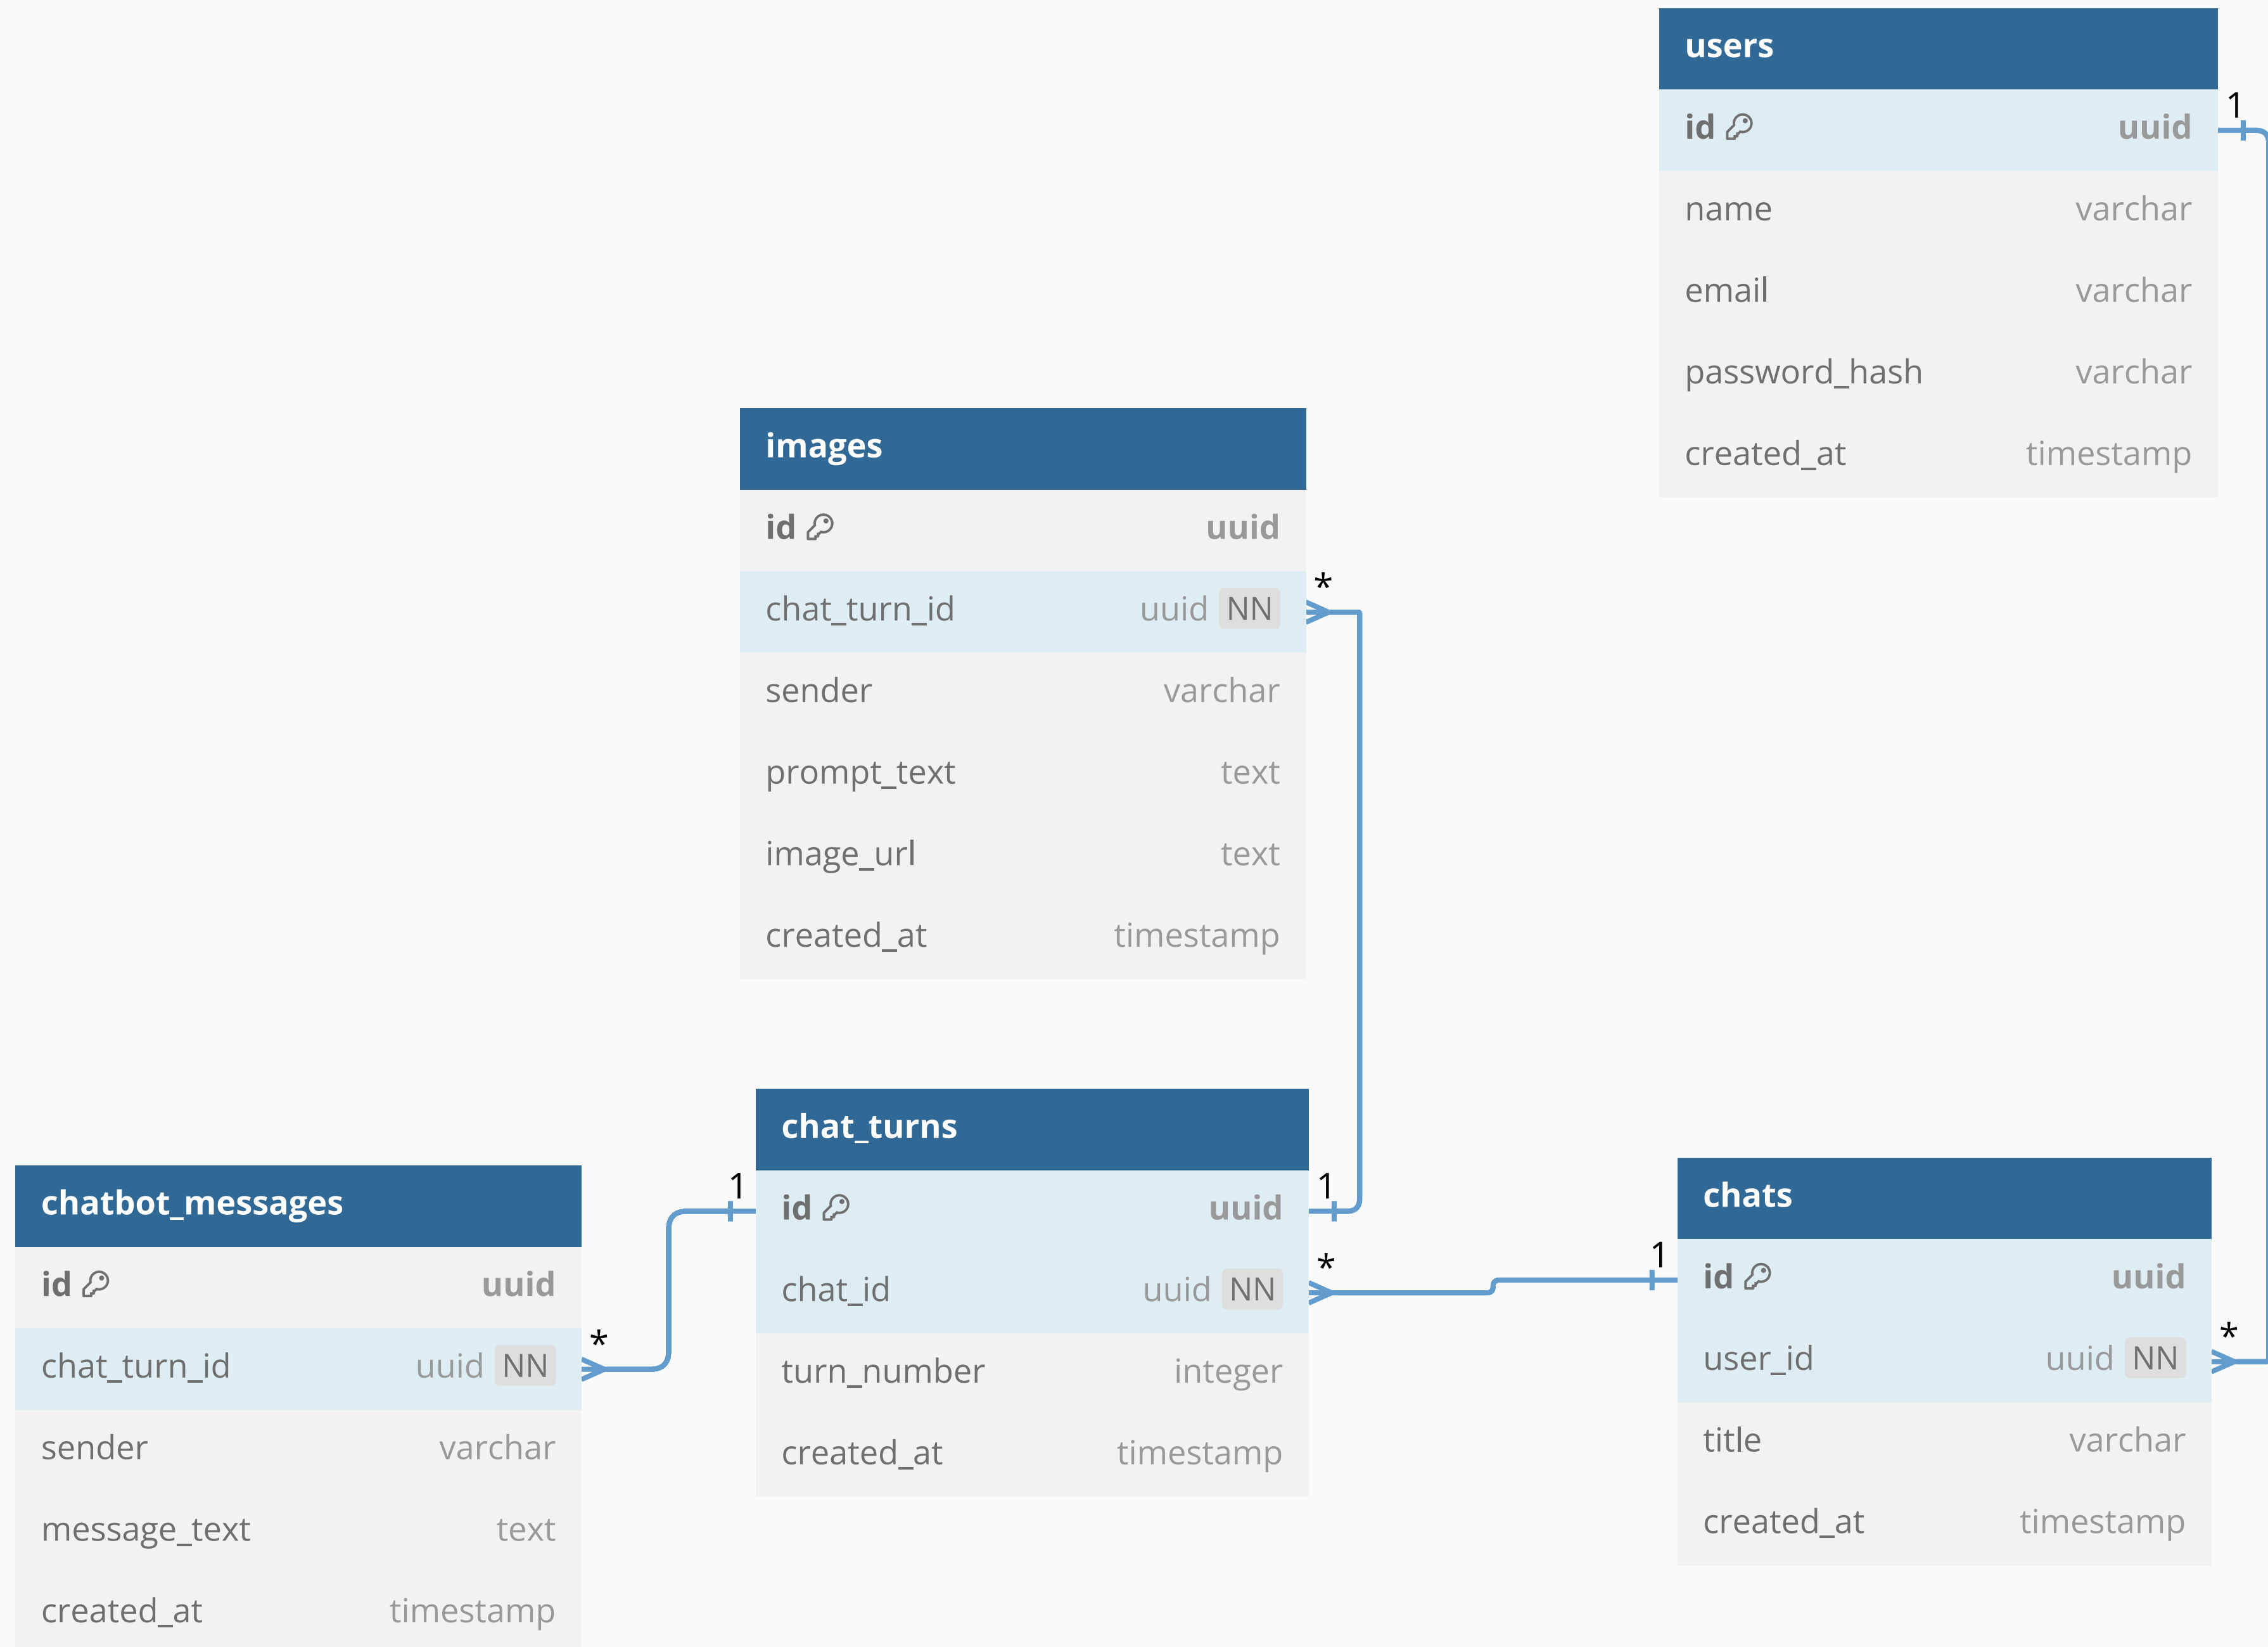 users
id uuid
name varchar
email varchar
password_hash varchar
created_at timestamp
1
images
id uuid
chat_turn_id uuid NN
sender varchar
prompt_text text
image_url text
created_at timestamp
*
chat_turns
id uuid
chat_id uuid NN
turn_number integer
created_at timestamp
1
1
*
chatbot_messages
id uuid
chat_turn_id uuid NN
sender varchar
message_text text
created_at timestamp
*
chats
id uuid
user_id uuid NN
title varchar
created_at timestamp
1
*